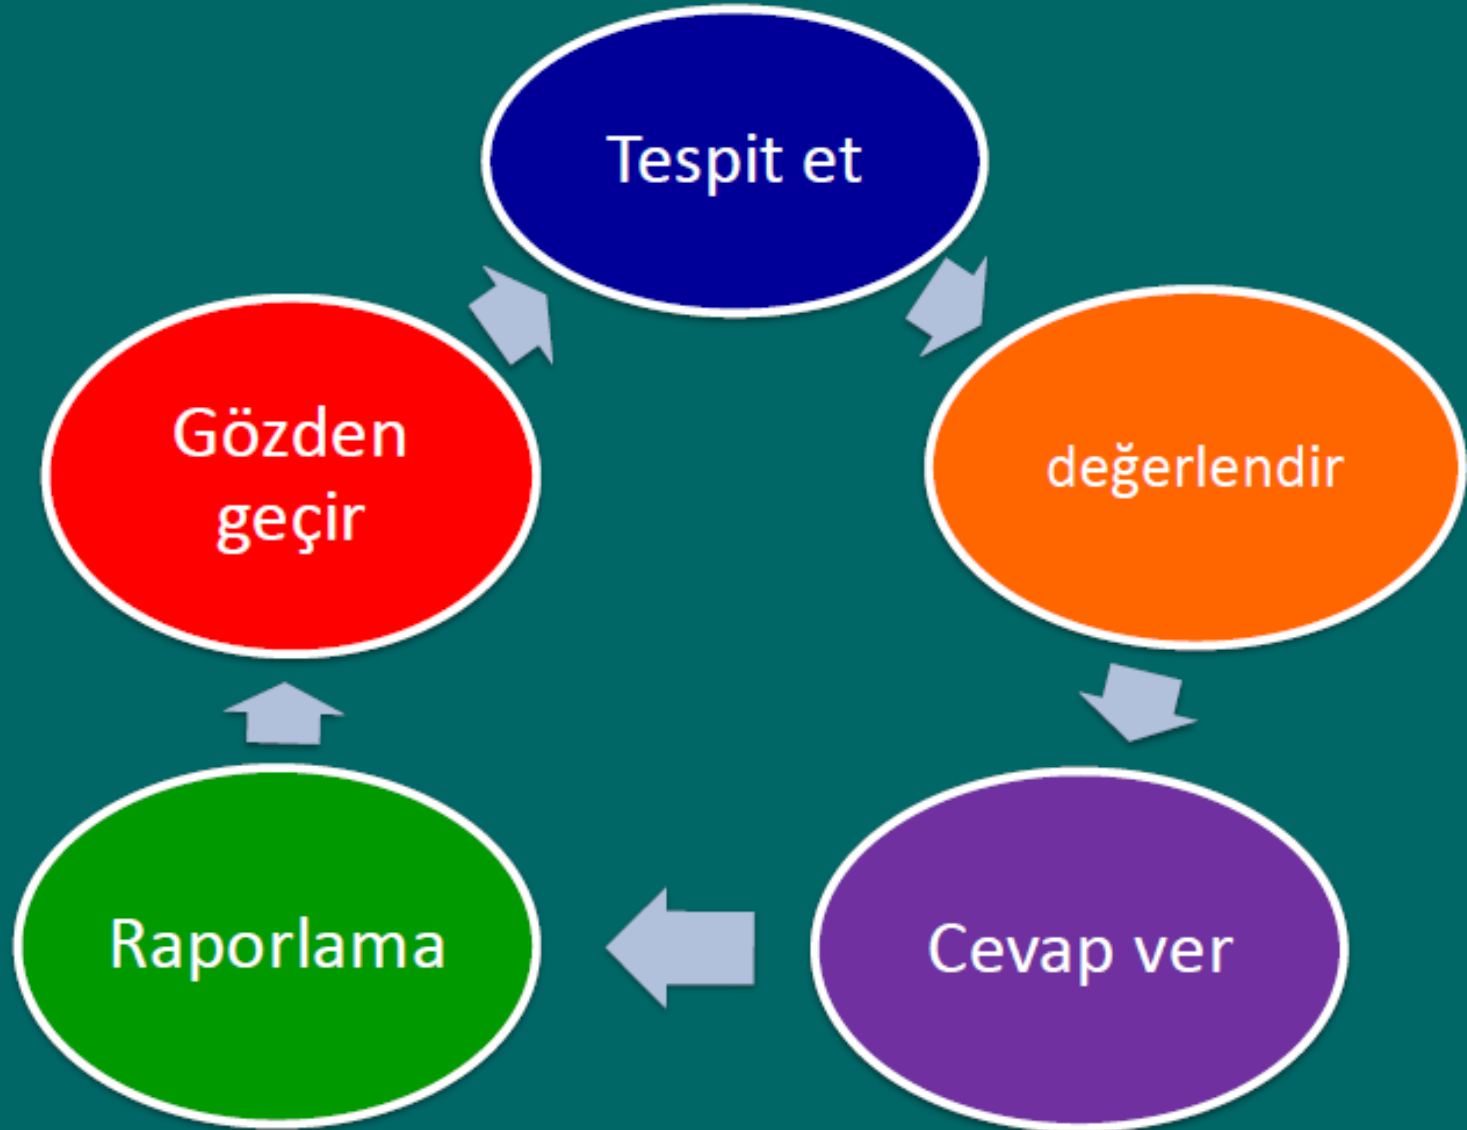 Tespit et
değerlendir
Cevap ver
Raporlama
Gözden
geçir